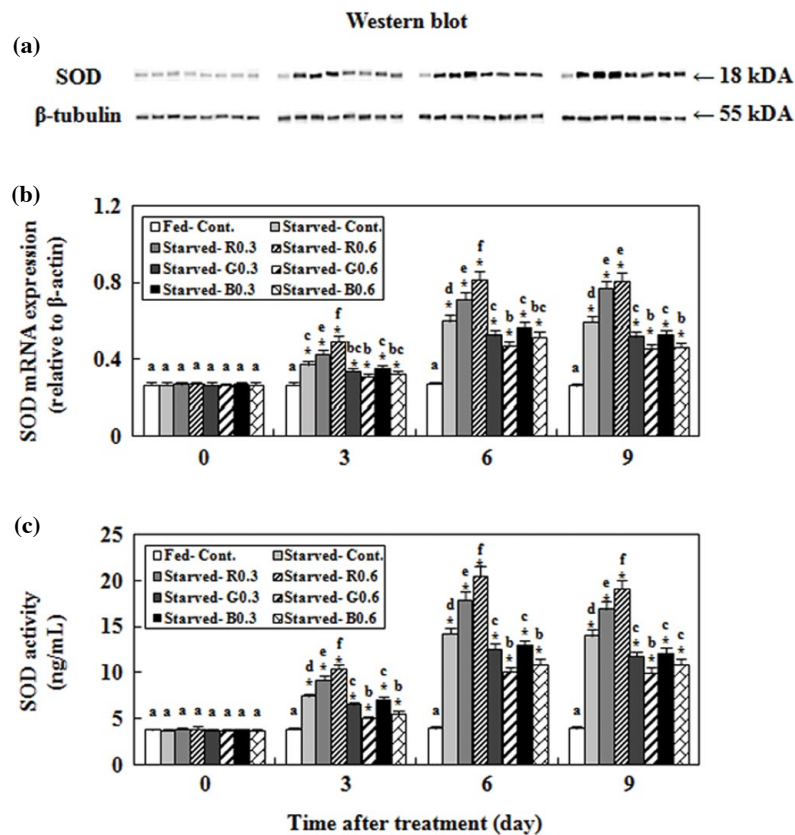 Western blot
(a)
SOD
← 18 kDA
β-tubulin
← 55 kDA
(b)
SOD mRNA expression
(relative to β-actin)
1.2
0.8
0.4
0
Fed- Cont. Starved- Cont.
Starved- R0.3 Starved- R0.6
Starved- G0.3 Starved- G0.6
Starved- B0.3 Starved- B0.6
a a a a a a a a
a c* e* f* bc* b* c* bc*
a d* e* f* c* b* c* bc*
a d* e* e* c* b* c* b*
0 3 6 9
(c)
SOD activity
(ng/mL)
25
20
15
10
5
0
Fed- Cont. Starved- Cont.
Starved- R0.3 Starved- R0.6
Starved- G0.3 Starved- G0.6
Starved- B0.3 Starved- B0.6
a a a a a a a a
a d* e* f* c* b* c* b*
a d* e* f* c* b* c* b*
a d* e* f* c* b* c* c*
0 3 6 9
Time after treatment (day)